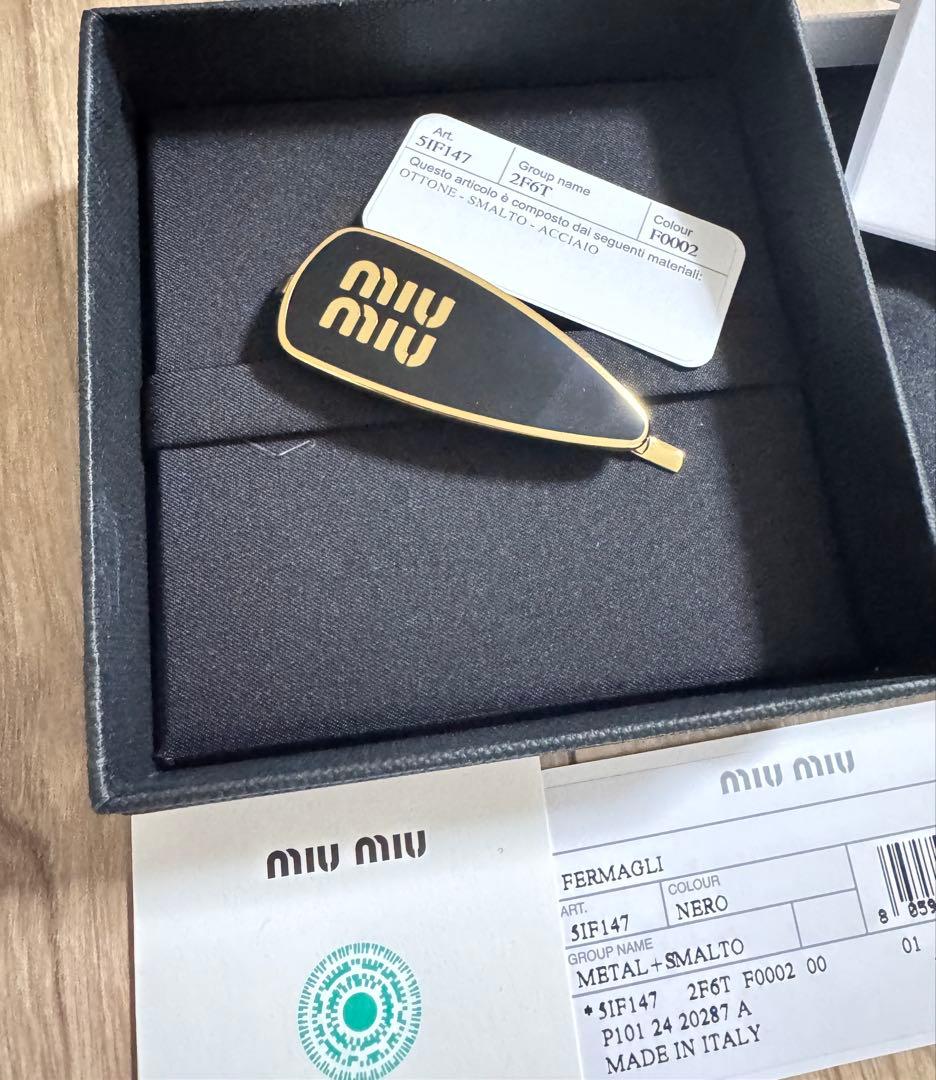 Art.
5IF147
Group name
2F6T
Colour
F0002
Questo articolo è composto dai seguenti materiali:
OTTONE - SMALTO - ACCIAIO
miu
miu
miu miu
miu miu
FERMAGLI
ART.
5IF147
COLOUR
NERO
GROUP NAME
METAL+SMALTO
8 059
* 5IF147 2F6T F0002 00 01
P101 24 20287 A
MADE IN ITALY